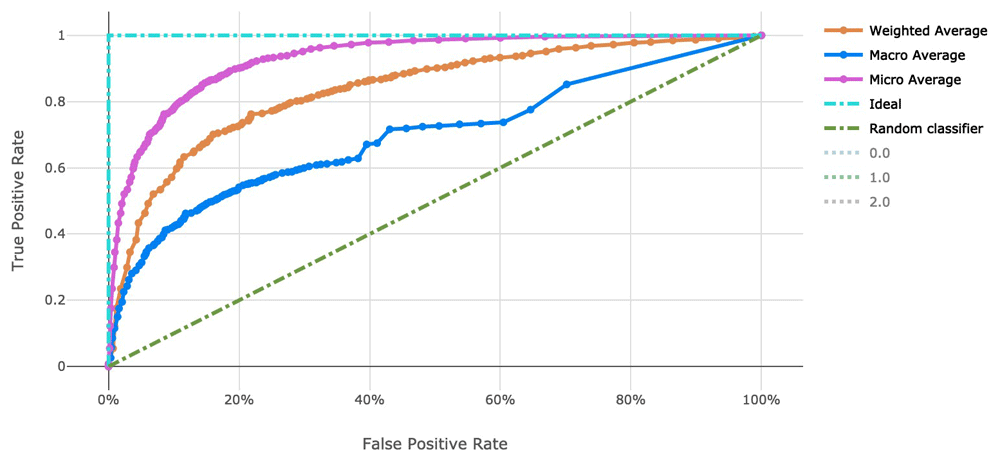 1
0.8
0.6
0.4
0.2
0
True Positive Rate
0% 20% 40% 60% 80% 100%
False Positive Rate
Weighted Average
Macro Average
Micro Average
Ideal
Random classifier
0.0
1.0
2.0